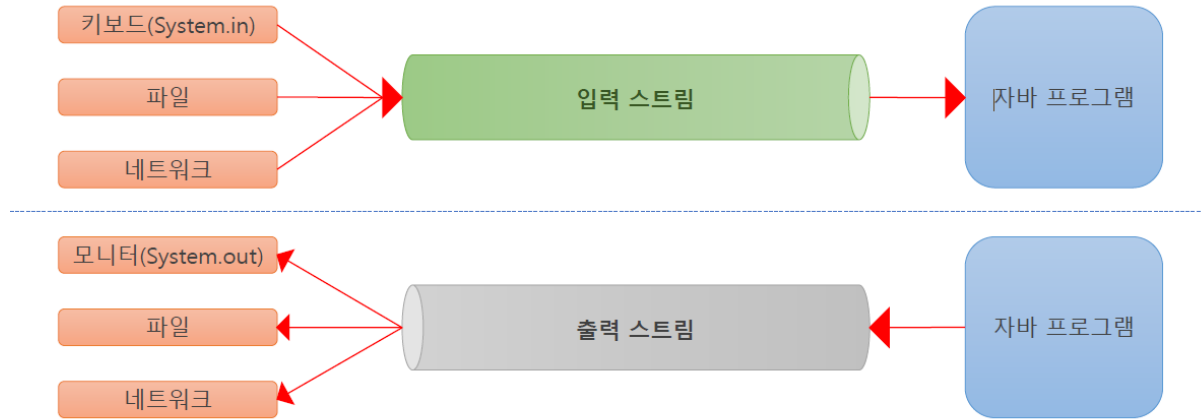 키보드(System.in)
파일
네트워크
입력 스트림
자바 프로그램
모니터(System.out)
파일
네트워크
출력 스트림
자바 프로그램